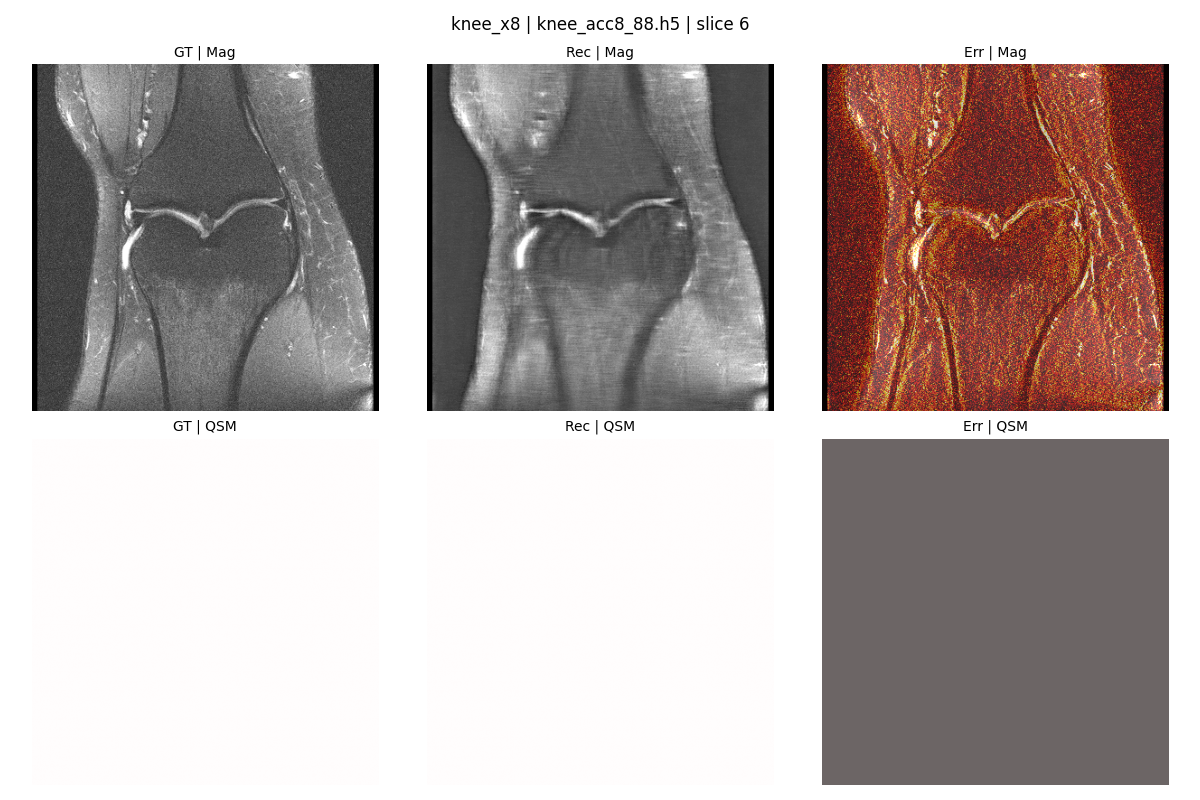 knee_x8 | knee_acc8_88.h5 | slice 6
GT | Mag
Rec | Mag
Err | Mag
GT | QSM
Rec | QSM
Err | QSM